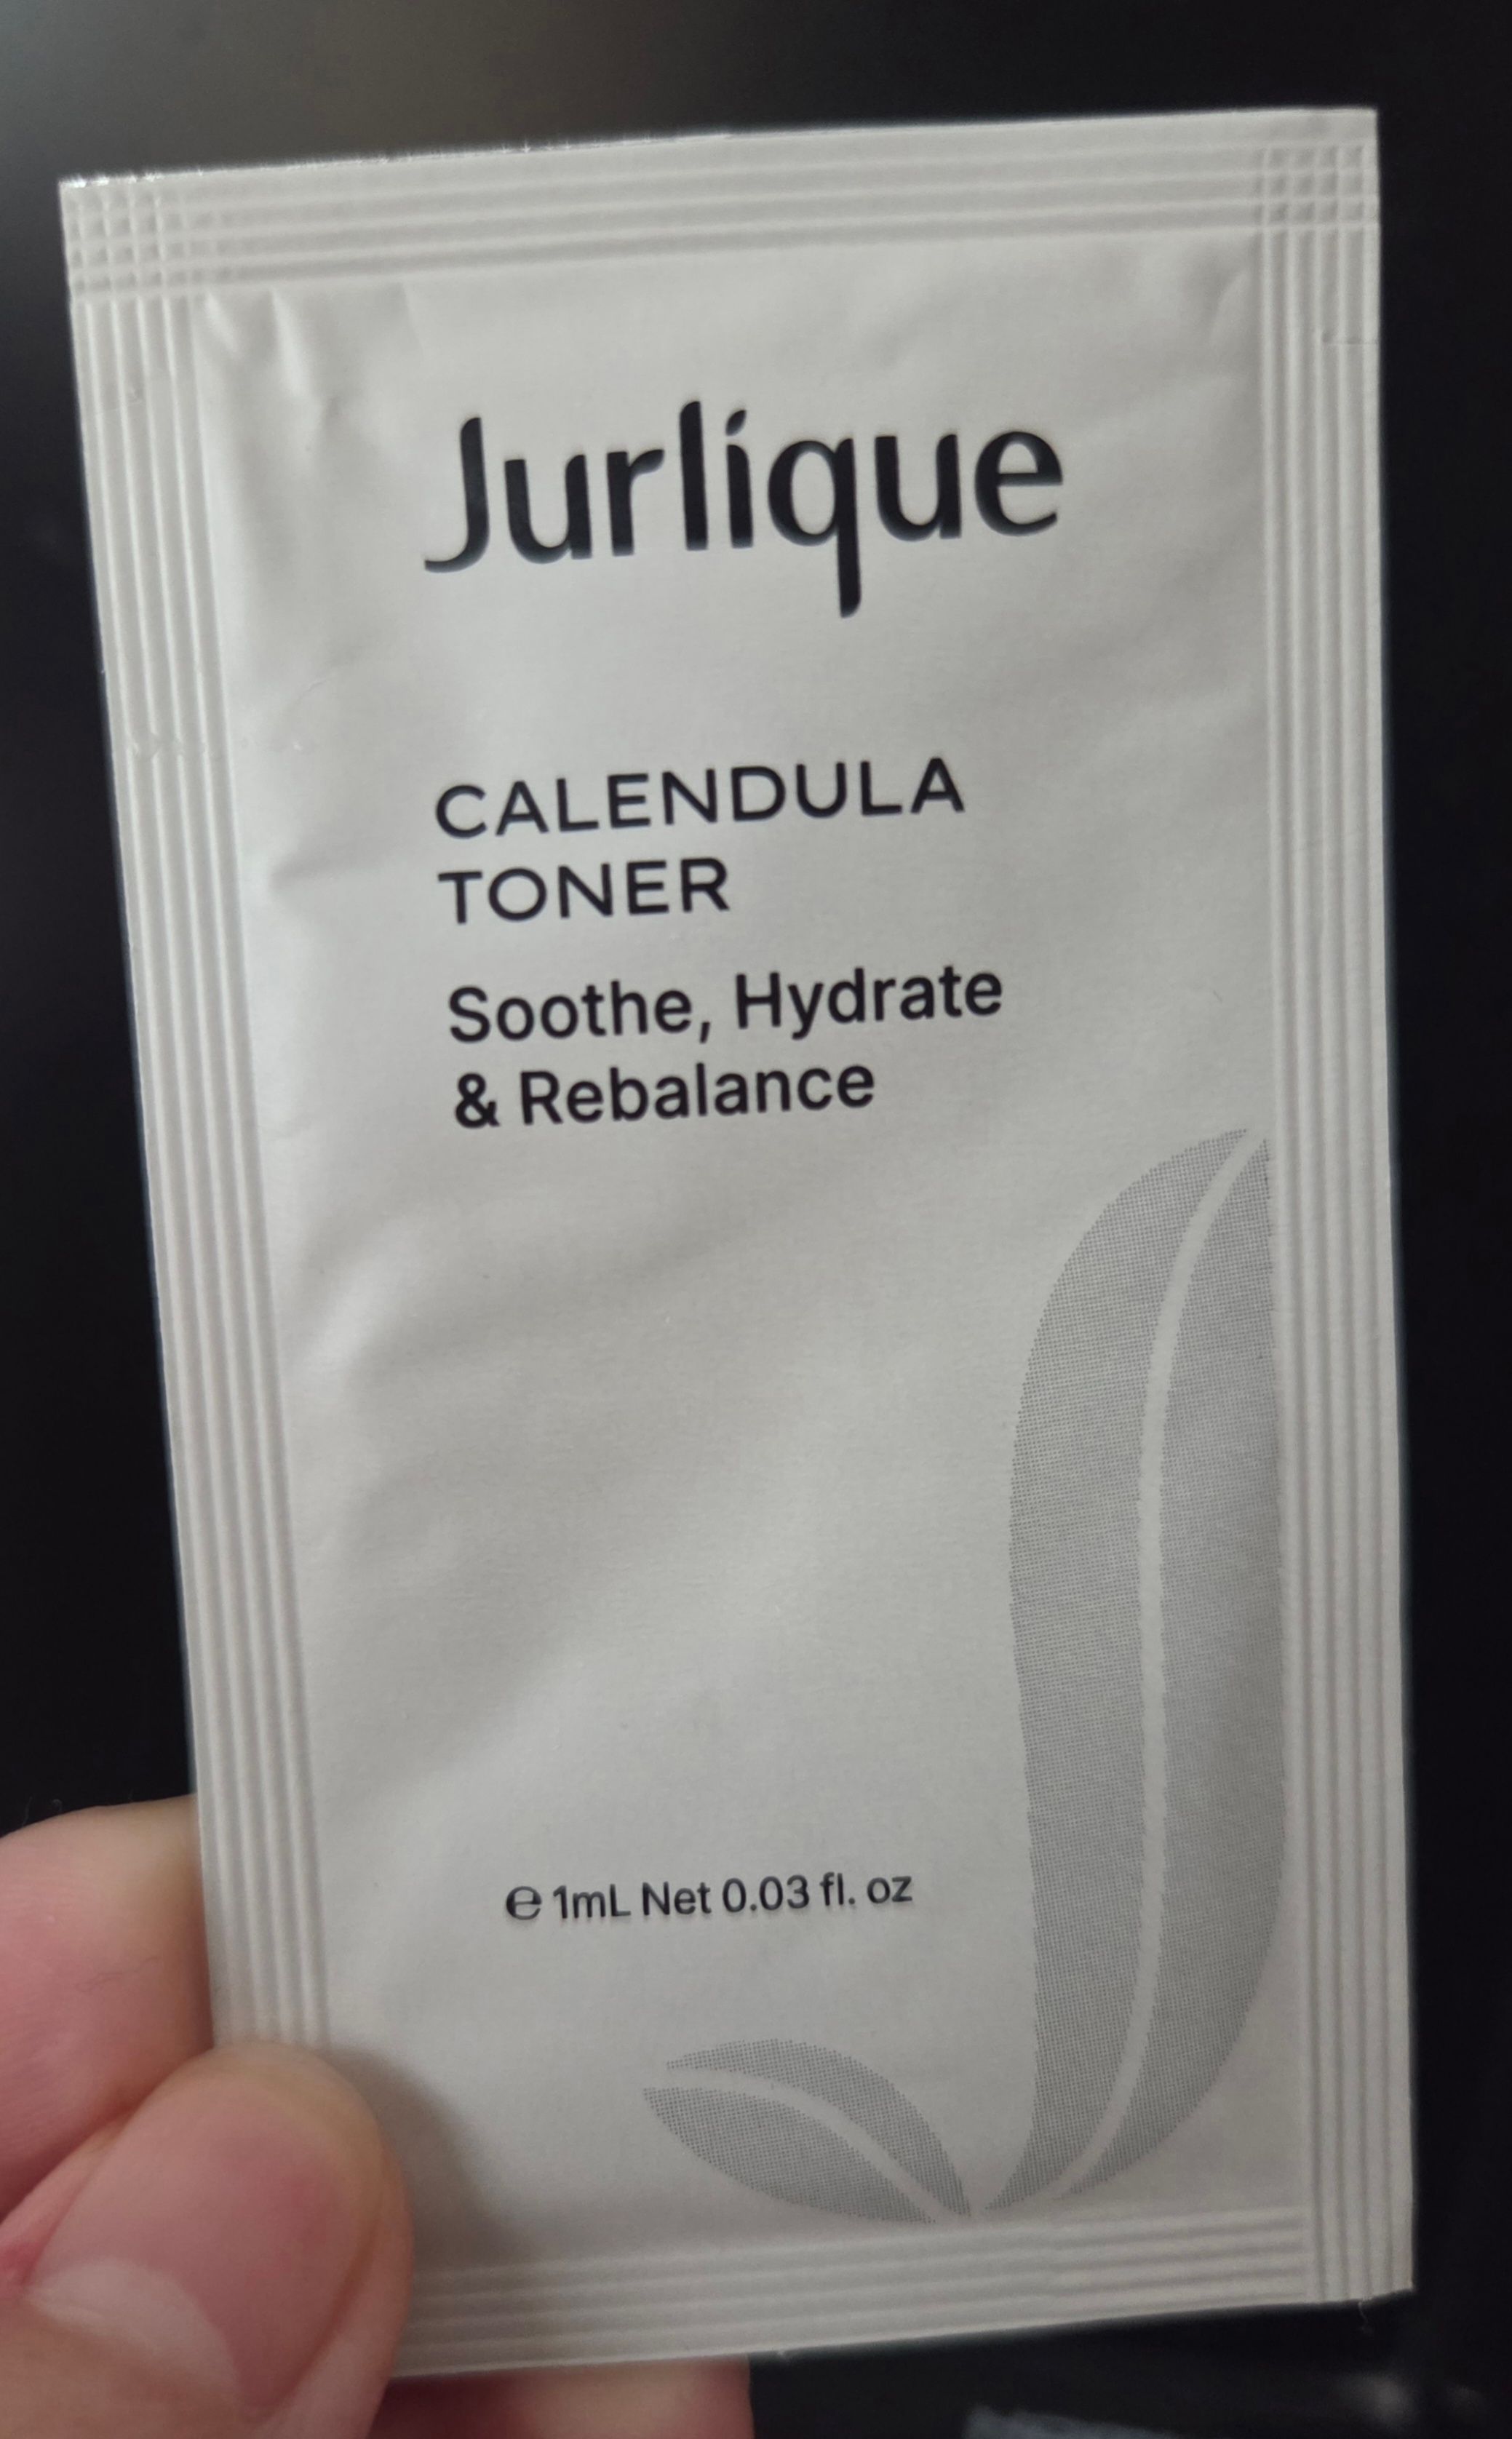 Jurlique
CALENDULA
TONER
Soothe, Hydrate
& Rebalance
℮ 1mL Net 0.03 fl. oz